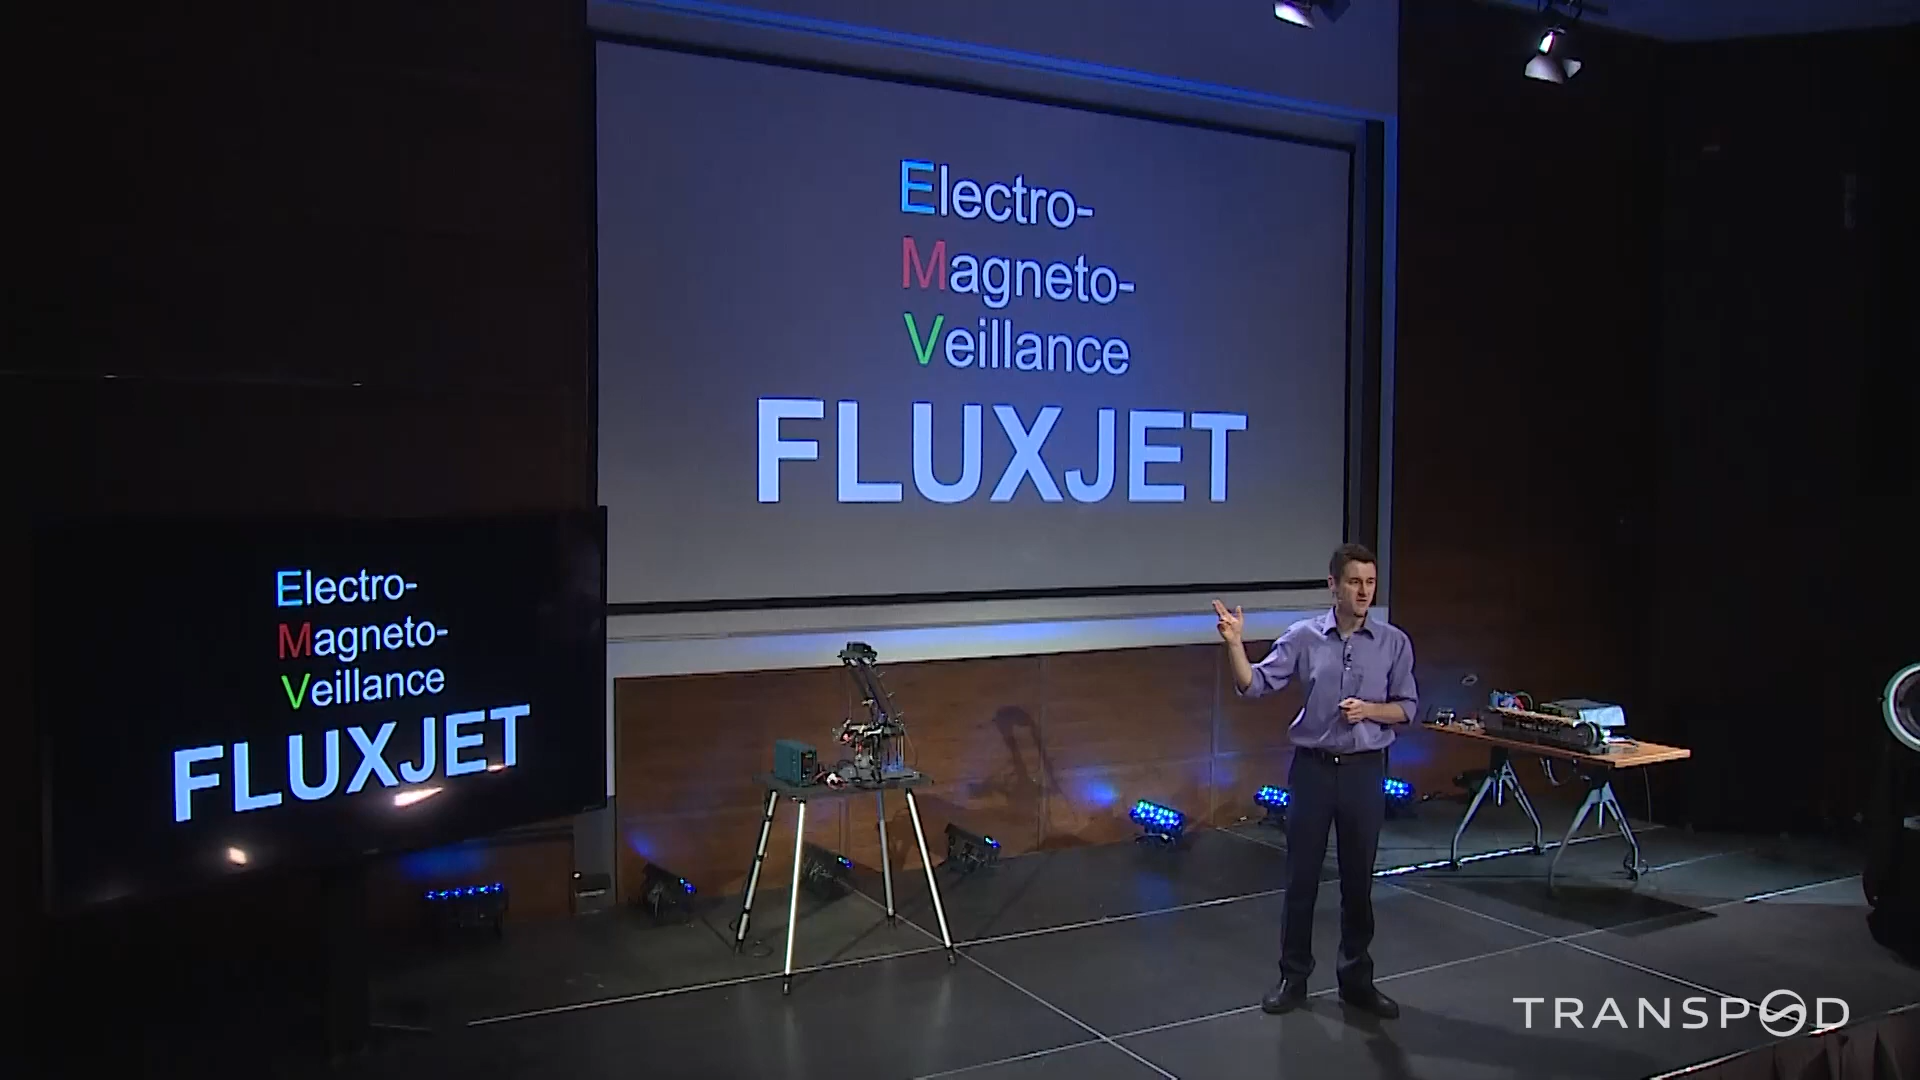 Electro-
Magneto-
Veillance
FLUXJET
Electro-
Magneto-
Veillance
FLUXJET
TRANSPOD